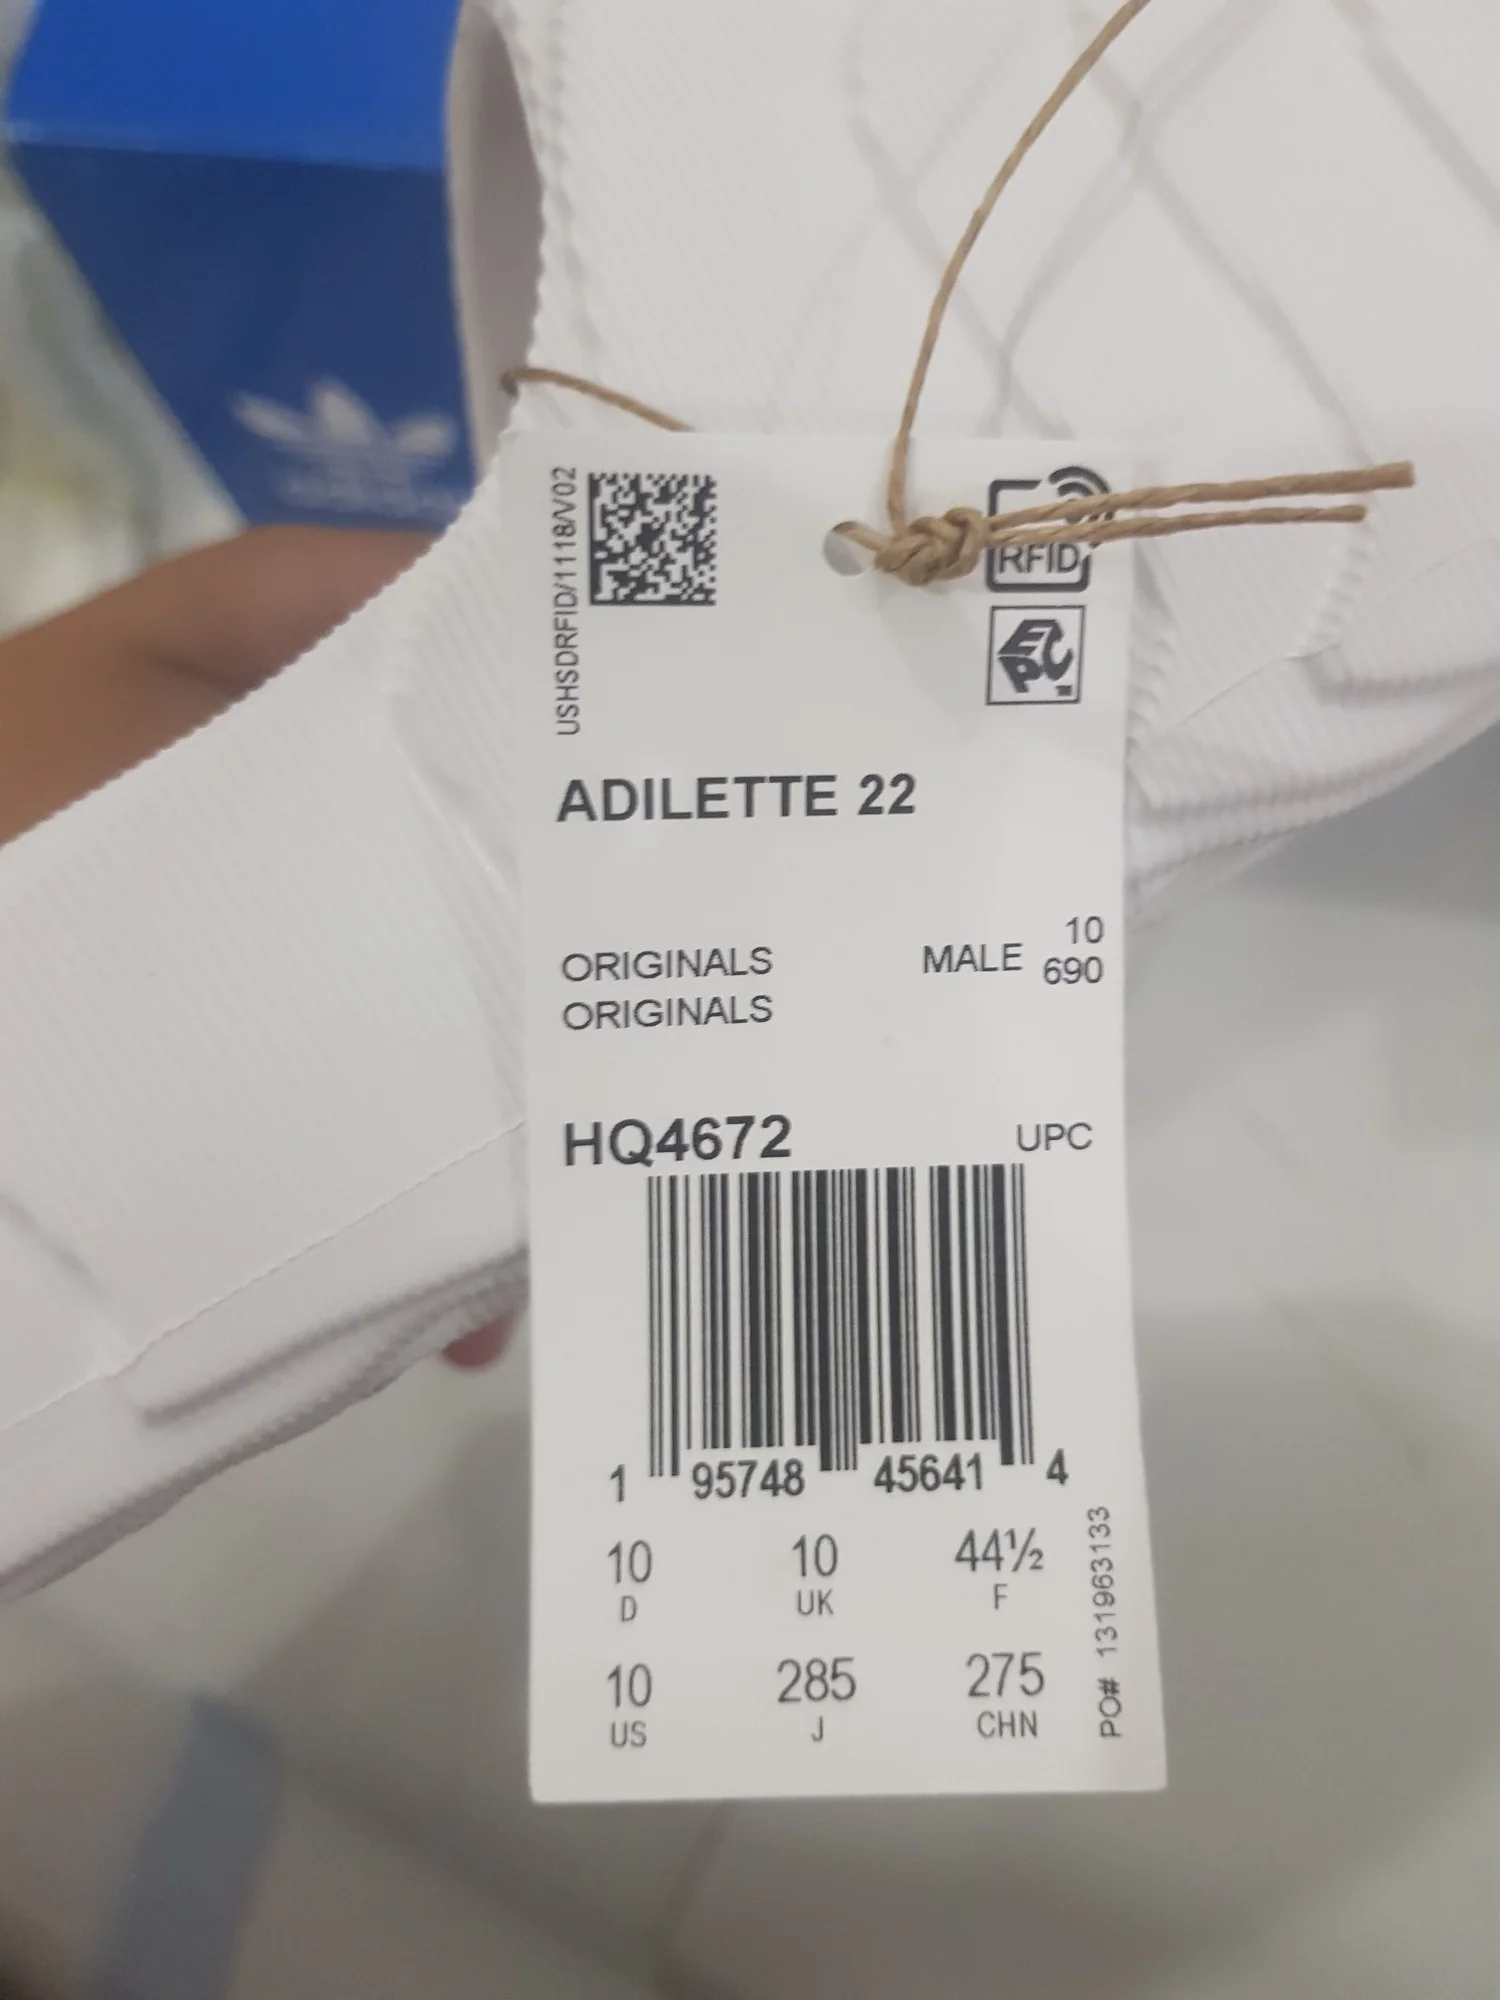 USHSDRFID/1118/V02
RFID
EPC
ADILETTE 22
ORIGINALS
ORIGINALS
MALE
10
690
HQ4672
UPC
1 95748 45641 4
10 10 44½
D UK F
10 285 275
US J CHN
PO# 131963133